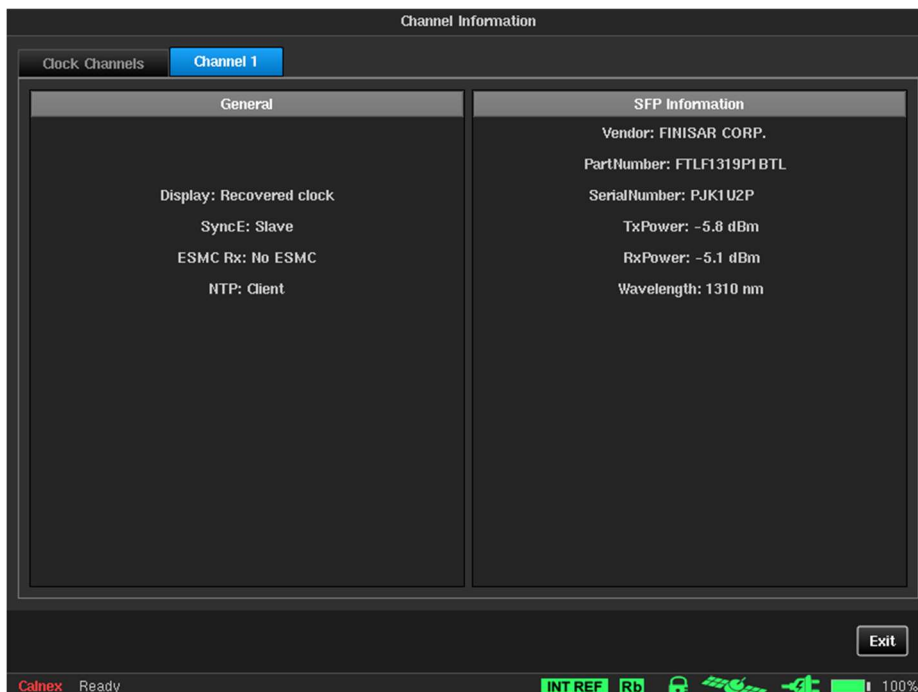 Channel Information
Clock Channels
Channel 1
General
Display: Recovered clock
SyncE: Slave
ESMC Rx: No ESMC
NTP: Client
SFP Information
Vendor: FINISAR CORP.
PartNumber: FTLF1319P1BTL
SerialNumber: PJK1U2P
TxPower: -5.8 dBm
RxPower: -5.1 dBm
Wavelength: 1310 nm
Exit
Calnex Ready
INT REF Rb 100%